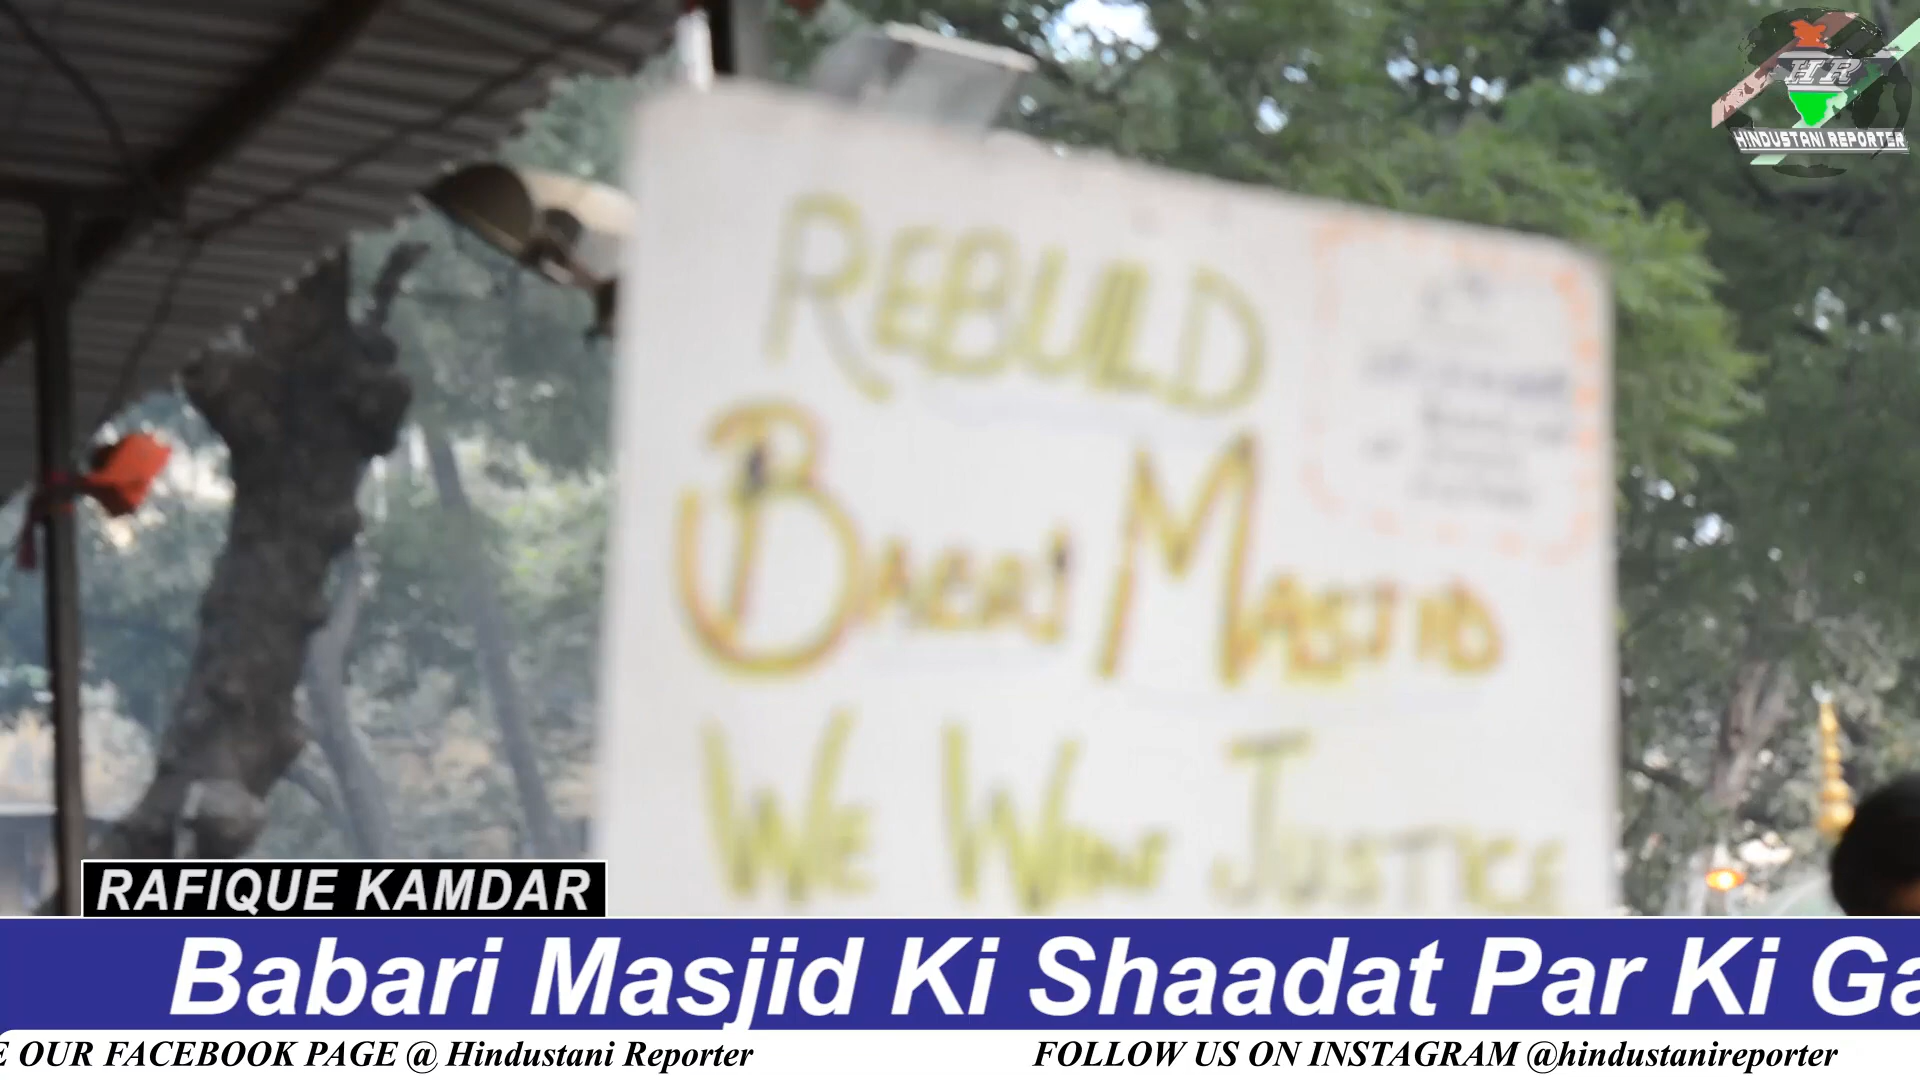 HR
HINDUSTANI REPORTER
REBUILD
BABRI MASJID
WE WANT JUSTICE
RAFIQUE KAMDAR
Babari Masjid Ki Shaadat Par Ki Ga
E OUR FACEBOOK PAGE @ Hindustani Reporter
FOLLOW US ON INSTAGRAM @hindustanireporter